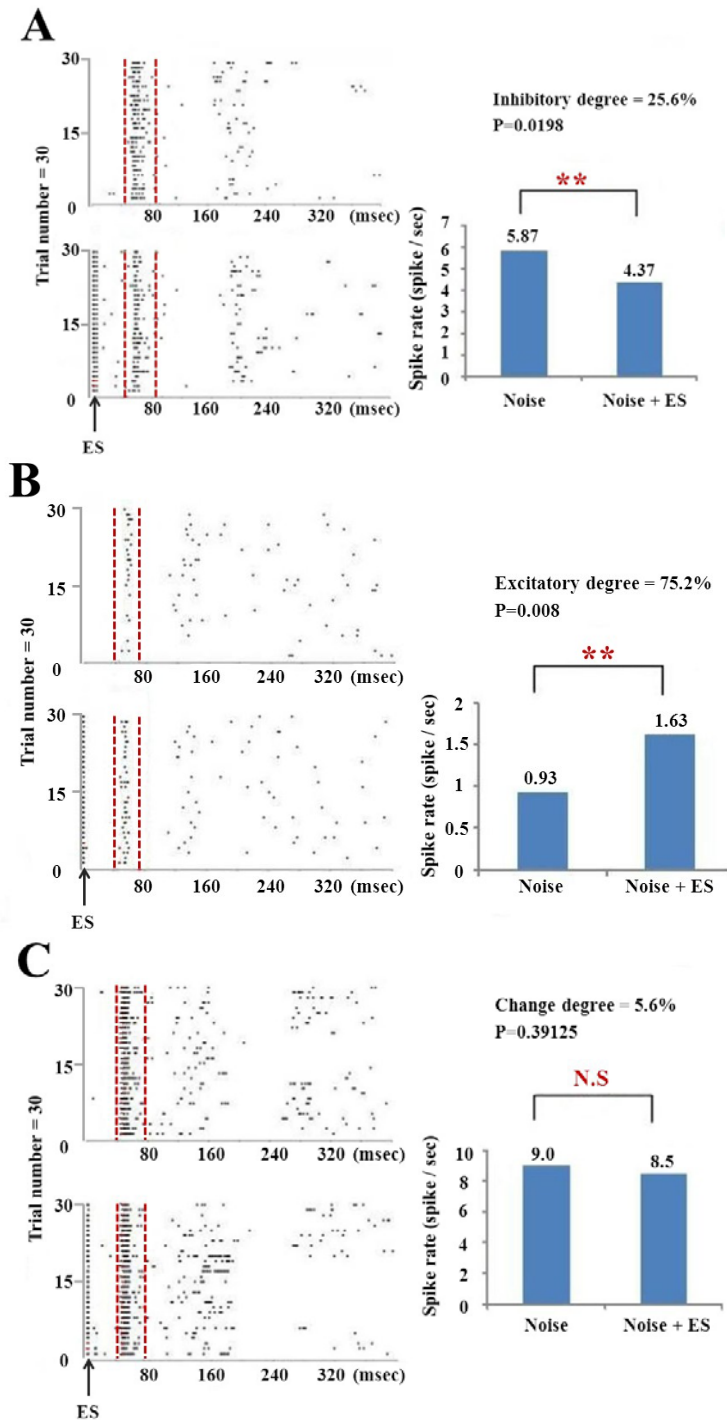 A
Trial number = 30
30
15
0
80 160 240 320 (msec)
30
15
0
80 160 240 320 (msec)
ES
Inhibitory degree = 25.6%
P=0.0198
**
Spike rate (spike / sec)
7
6
5
4
3
2
1
0
5.87
4.37
Noise Noise + ES
B
Trial number = 30
30
15
0
80 160 240 320 (msec)
30
15
0
80 160 240 320 (msec)
ES
Excitatory degree = 75.2%
P=0.008
**
Spike rate (spike / sec)
2
1.5
1
0.5
0
0.93
1.63
Noise Noise + ES
C
Trial number = 30
30
15
0
80 160 240 320 (msec)
30
15
0
80 160 240 320 (msec)
ES
Change degree = 5.6%
P=0.39125
N.S
Spike rate (spike / sec)
10
8
6
4
2
0
9.0
8.5
Noise Noise + ES